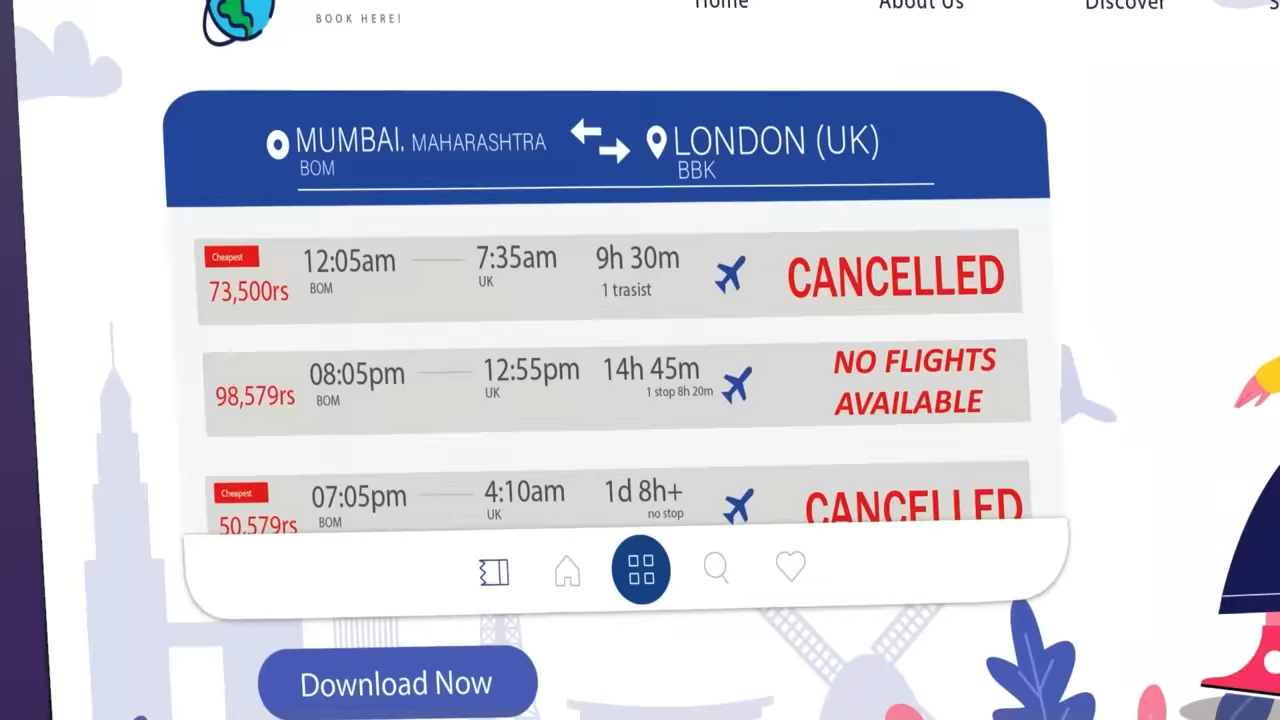 BOOK HERE!
Home About Us Discover
MUMBAI. MAHARASHTRA LONDON (UK)
BOM BBK
Cheapest 12:05am 7:35am 9h 30m CANCELLED
73,500rs BOM UK 1 trasist
08:05pm 12:55pm 14h 45m NO FLIGHTS
98,579rs BOM UK 1 stop 8h 20m AVAILABLE
Cheapest 07:05pm 4:10am 1d 8h+ CANCELLED
50,579rs BOM UK no stop
Download Now